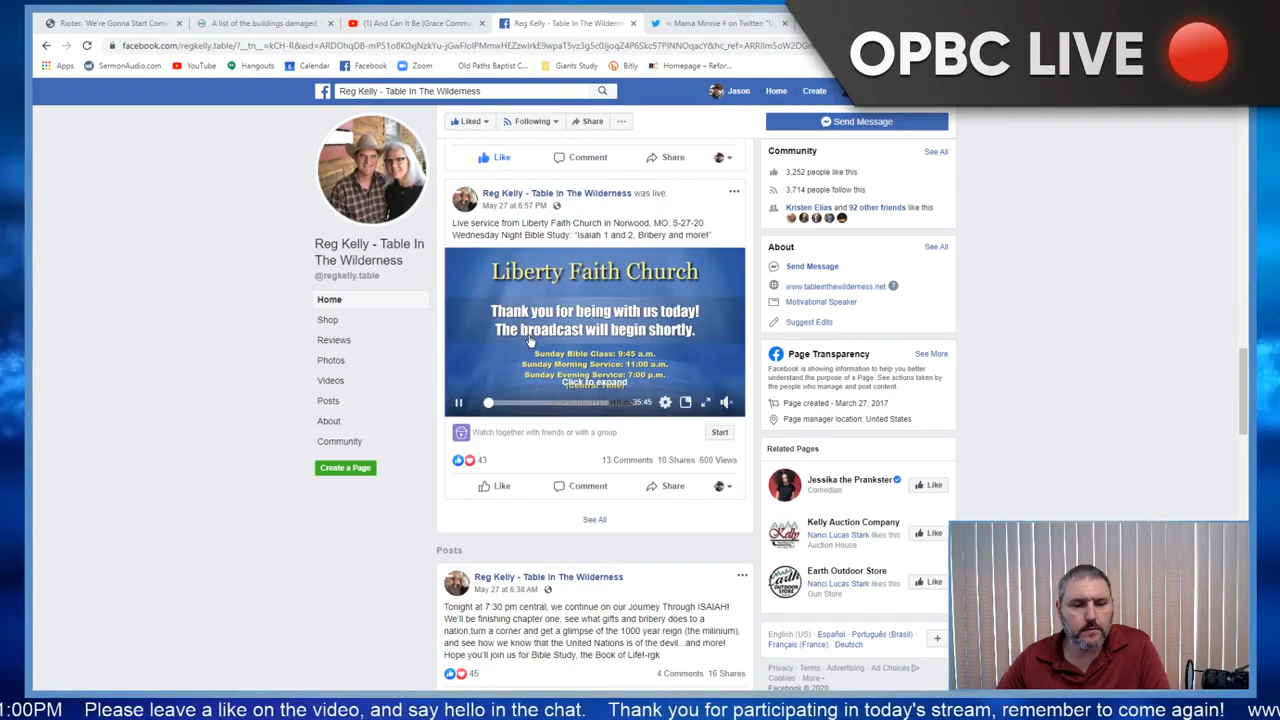 Rioter: 'We're Gonna Start Comi
A list of the buildings damaged,
(1) And Can It Be (Grace Commu
Reg Kelly - Table In The Wilderne
Mama Minnie # on Twitter: "U
OPBC LIVE
Apps
SermonAudio.com
YouTube
Hangouts
Calendar
Facebook
Zoom
Old Paths Baptist C...
Giants Study
Bitly
Homepage – Refor...
Reg Kelly - Table In The Wilderness
Jason
Home
Create
Liked
Following
Share
Send Message
Reg Kelly - Table In
The Wilderness
@regkelly.table
Home
Shop
Reviews
Photos
Videos
Posts
About
Community
Create a Page
Like
Comment
Share
Reg Kelly - Table In The Wilderness was live.
May 27 at 6:57 PM
Live service from Liberty Faith Church in Norwood, MO: 5-27-20
Wednesday Night Bible Study: "Isaiah 1 and 2, Bribery and more!"
Liberty Faith Church
Thank you for being with us today!
The broadcast will begin shortly.
Sunday Bible Class: 9:45 a.m.
Sunday Morning Service: 11:00 a.m.
Sunday Evening Service: 7:00 p.m.
Click to expand
-35:45
Watch together with friends or with a group
Start
43
13 Comments 10 Shares 600 Views
Like
Comment
Share
See All
Posts
Reg Kelly - Table In The Wilderness
May 27 at 6:38 AM
Tonight at 7:30 pm central, we continue on our Journey Through ISAIAH!
We'll be finishing chapter one, see what gifts and bribery does to a
nation,turn a corner and get a glimpse of the 1000 year reign (the milinium),
and see how we know that the United Nations is of the devil...and more!
Hope you'll join us for Bible Study, the Book of Life!-rgk
45
4 Comments 16 Shares
Community
See All
3,252 people like this
3,714 people follow this
Kristen Elias and 92 other friends like this
About
See All
Send Message
www.tableinthewilderness.net
Motivational Speaker
Suggest Edits
Page Transparency
See More
Facebook is showing information to help you better
understand the purpose of a Page. See actions taken by
the people who manage and post content.
Page created - March 27, 2017
Page manager location: United States
Related Pages
Jessika the Prankster
Comedian
Like
Kelly Auction Company
Nanci Lucas Stark likes this
Auction House
Like
Earth Outdoor Store
Nanci Lucas Stark likes this
Gun Store
Like
English (US) · Español · Português (Brasil) ·
Français (France) · Deutsch
Privacy · Terms · Advertising · Ad Choices
Cookies · More
Facebook © 2020
1:00PM Please leave a like on the video, and say hello in the chat. Thank you for participating in today's stream, remember to come again! ww